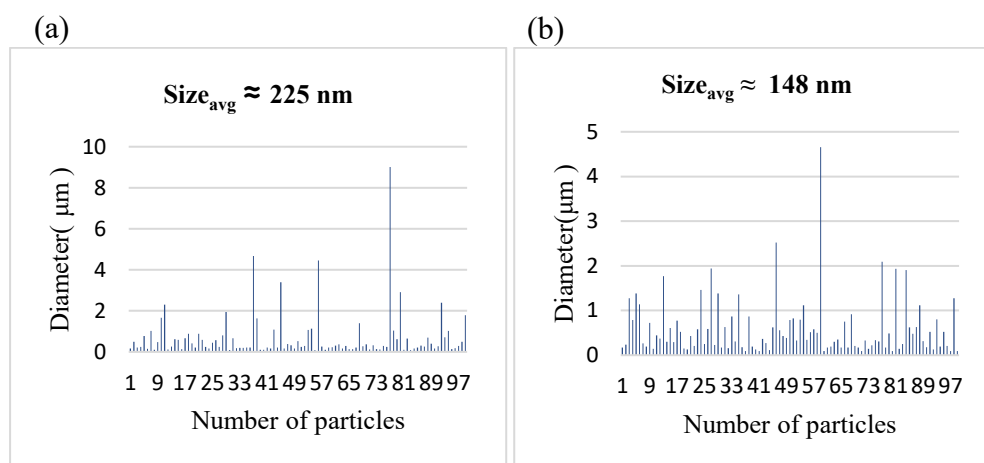 (a)
Size_avg ≈ 225 nm
10
8
6
4
2
0
Diameter( μm )
1 9 17 25 33 41 49 57 65 73 81 89 97
Number of particles
(b)
Size_avg ≈ 148 nm
5
4
3
2
1
0
Diameter(μm )
1 9 17 25 33 41 49 57 65 73 81 89 97
Number of particles